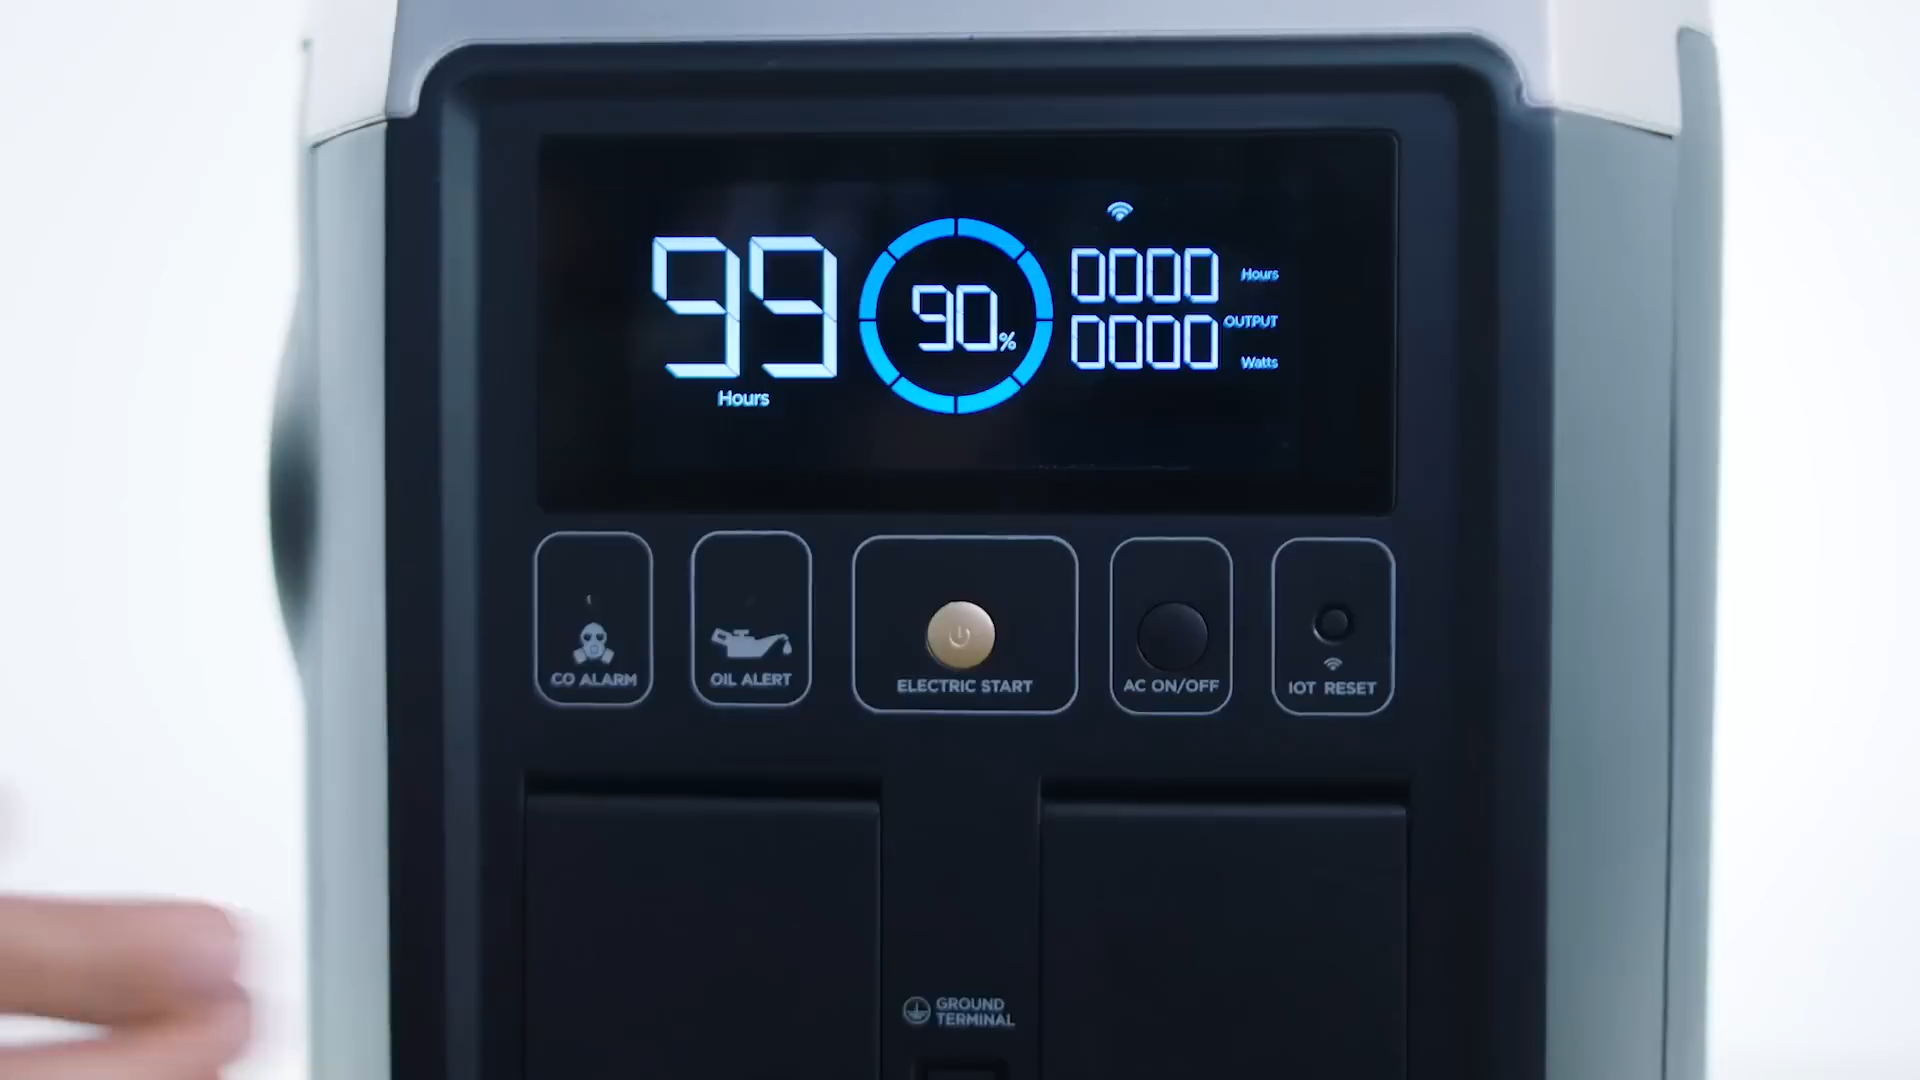 99
Hours
90%
0000 Hours
OUTPUT
0000 Watts
CO ALARM
OIL ALERT
ELECTRIC START
AC ON/OFF
IOT RESET
GROUND
TERMINAL